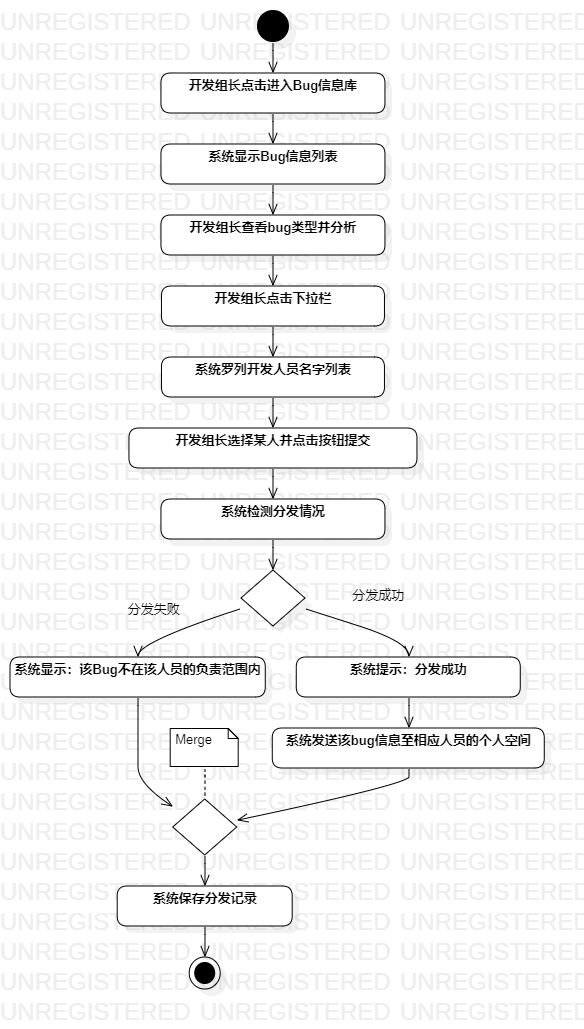 开发组长点击进入Bug信息库
系统显示Bug信息列表
开发组长查看bug类型并分析
开发组长点击下拉栏
系统罗列开发人员名字列表
开发组长选择某人并点击按钮提交
系统检测分发情况
分发失败
分发成功
系统显示：该Bug不在该人员的负责范围内
系统提示：分发成功
Merge
系统发送该bug信息至相应人员的个人空间
系统保存分发记录
UNREGISTERED